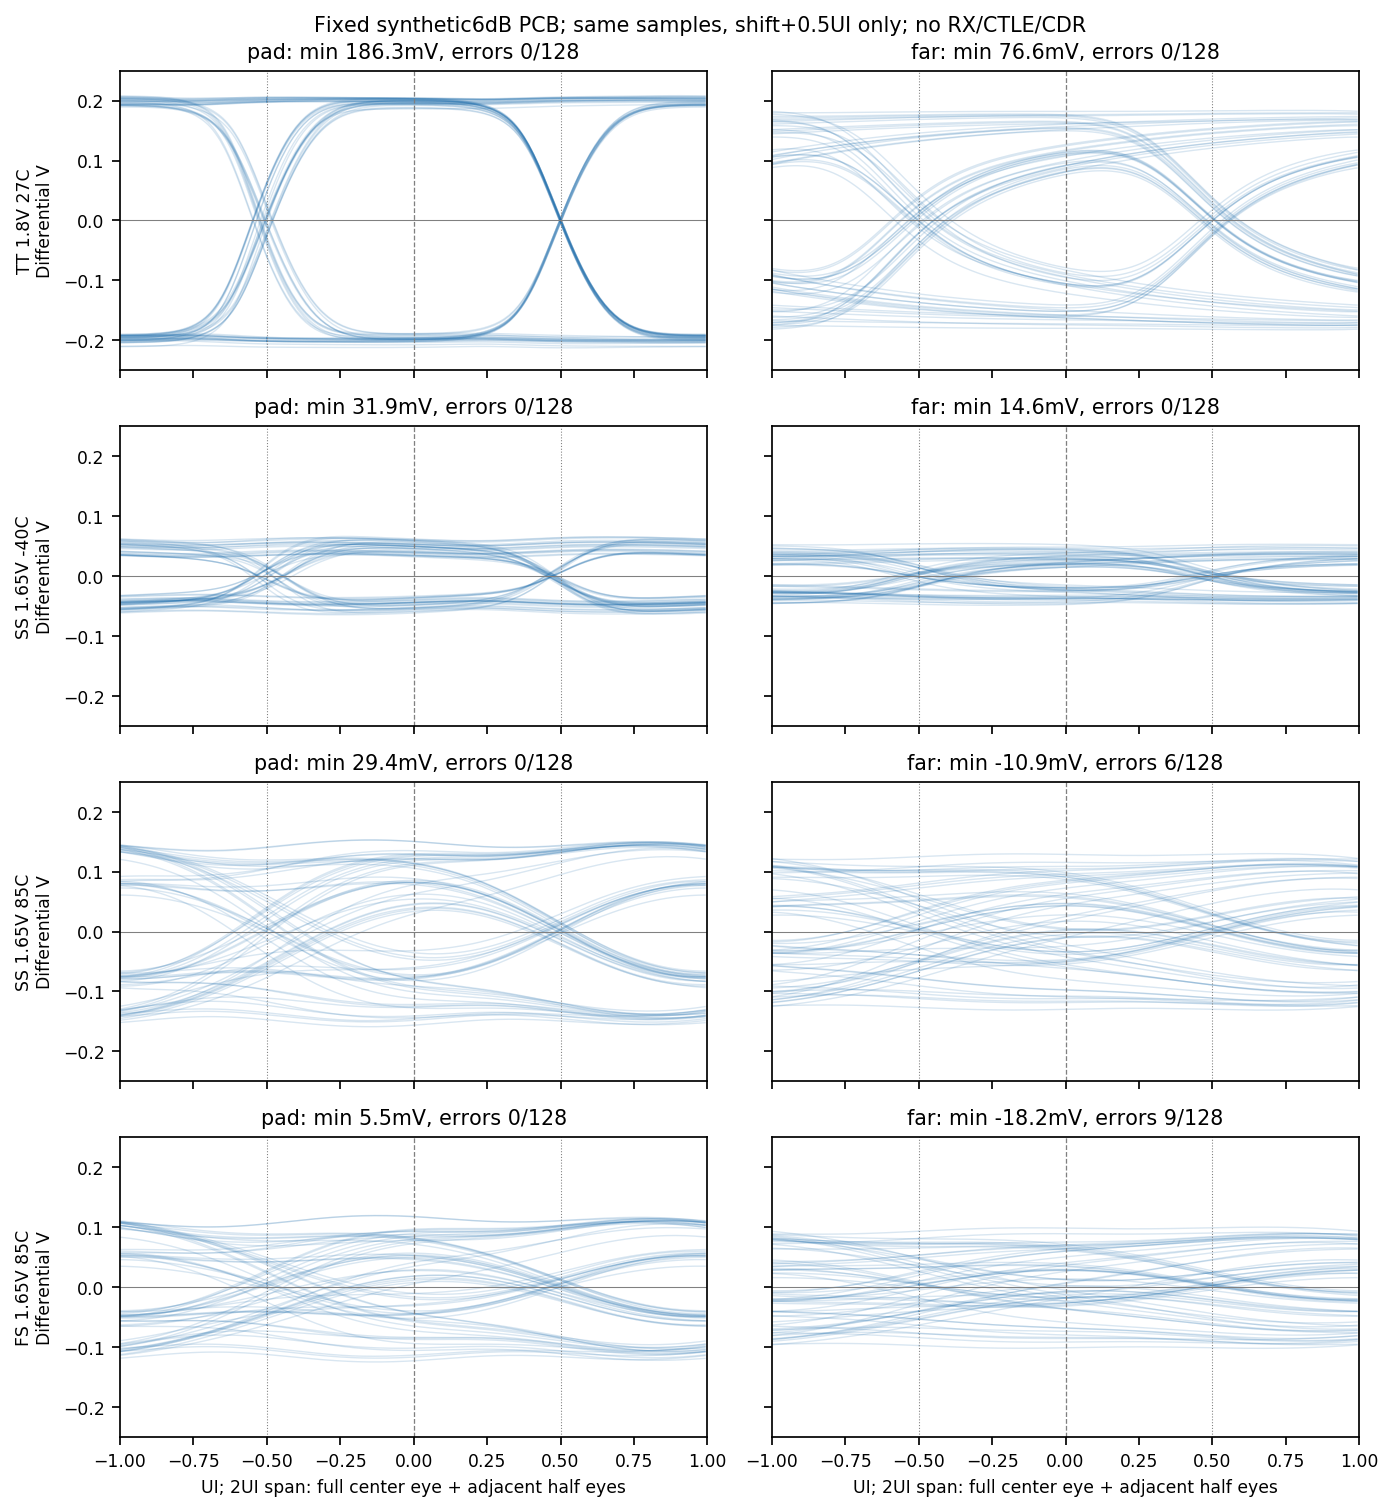 Fixed synthetic6dB PCB; same samples, shift+0.5UI only; no RX/CTLE/CDR
pad: min 186.3mV, errors 0/128
far: min 76.6mV, errors 0/128
TT 1.8V 27C
Differential V
0.2
0.1
0.0
−0.1
−0.2
pad: min 31.9mV, errors 0/128
far: min 14.6mV, errors 0/128
SS 1.65V -40C
Differential V
0.2
0.1
0.0
−0.1
−0.2
pad: min 29.4mV, errors 0/128
far: min -10.9mV, errors 6/128
SS 1.65V 85C
Differential V
0.2
0.1
0.0
−0.1
−0.2
pad: min 5.5mV, errors 0/128
far: min -18.2mV, errors 9/128
FS 1.65V 85C
Differential V
0.2
0.1
0.0
−0.1
−0.2
−1.00 −0.75 −0.50 −0.25 0.00 0.25 0.50 0.75 1.00
−1.00 −0.75 −0.50 −0.25 0.00 0.25 0.50 0.75 1.00
UI; 2UI span: full center eye + adjacent half eyes
UI; 2UI span: full center eye + adjacent half eyes